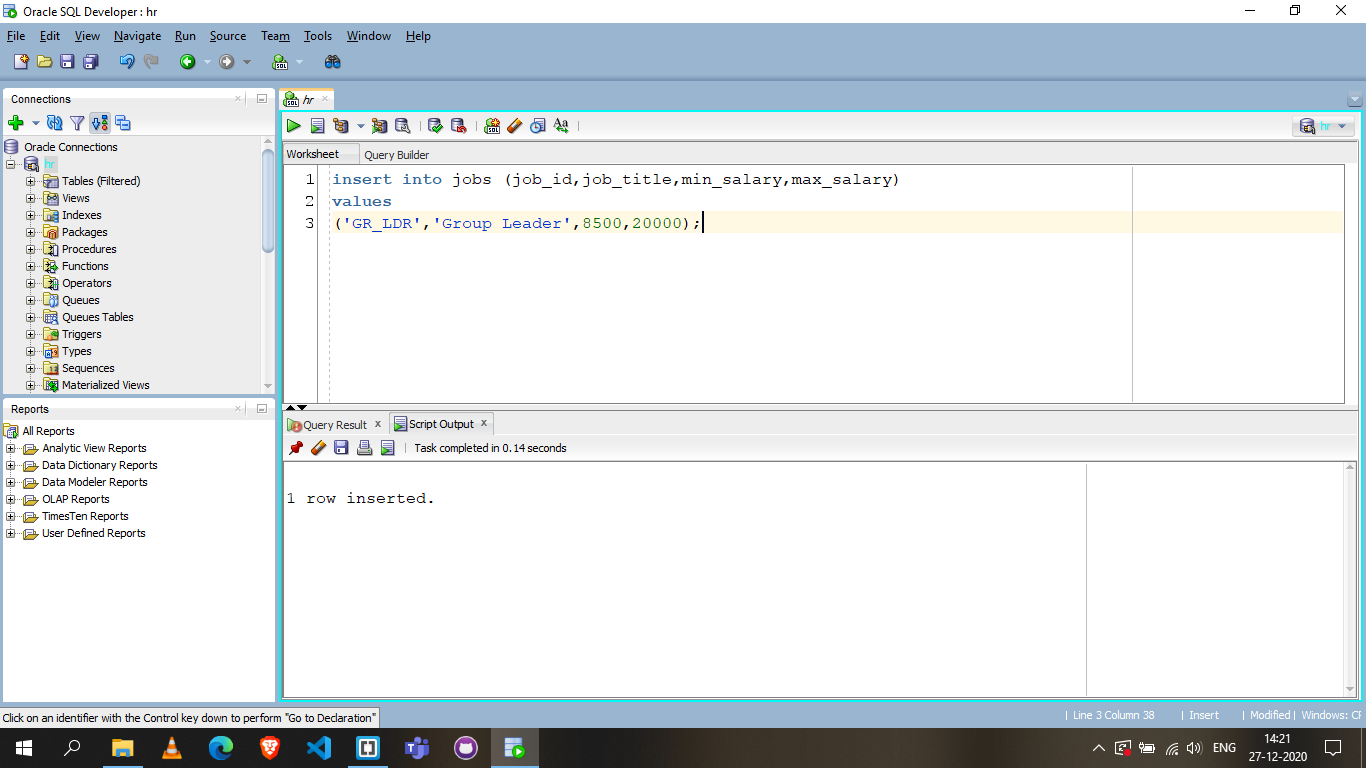 Oracle SQL Developer : hr
File Edit View Navigate Run Source Team Tools Window Help
Connections
Oracle Connections
hr
Tables (Filtered)
Views
Indexes
Packages
Procedures
Functions
Operators
Queues
Queues Tables
Triggers
Types
Sequences
Materialized Views
Reports
All Reports
Analytic View Reports
Data Dictionary Reports
Data Modeler Reports
OLAP Reports
TimesTen Reports
User Defined Reports
hr
hr
Worksheet Query Builder
1 insert into jobs (job_id,job_title,min_salary,max_salary)
2 values
3 ('GR_LDR','Group Leader',8500,20000);
Query Result x Script Output x
Task completed in 0.14 seconds
1 row inserted.
Click on an identifier with the Control key down to perform "Go to Declaration"
Line 3 Column 38 Insert Modified Windows: CF
ENG
14:21
27-12-2020